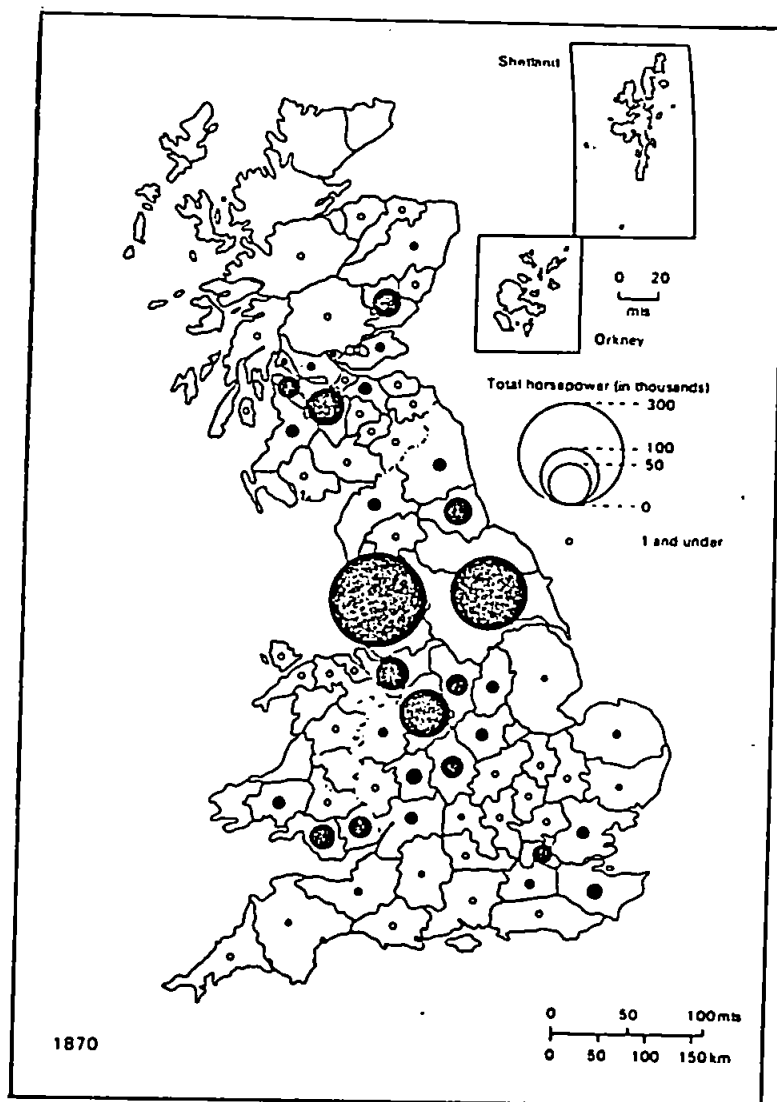 Shetland
0 20
mls
Orkney
Total horsepower (in thousands)
300
100
50
0
1 and under
0 50 100 mls
0 50 100 150 km
1870